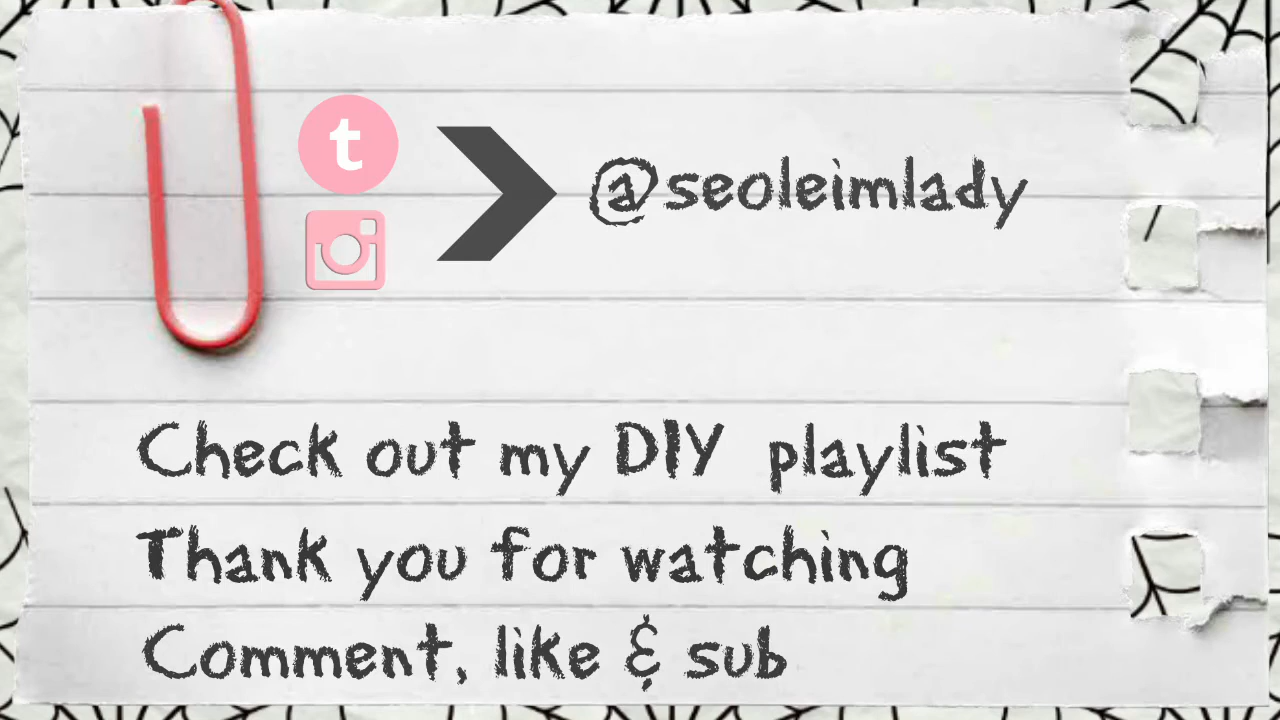 t
@seoleimlady
Check out my DIY playlist
Thank you for watching
Comment, like & sub